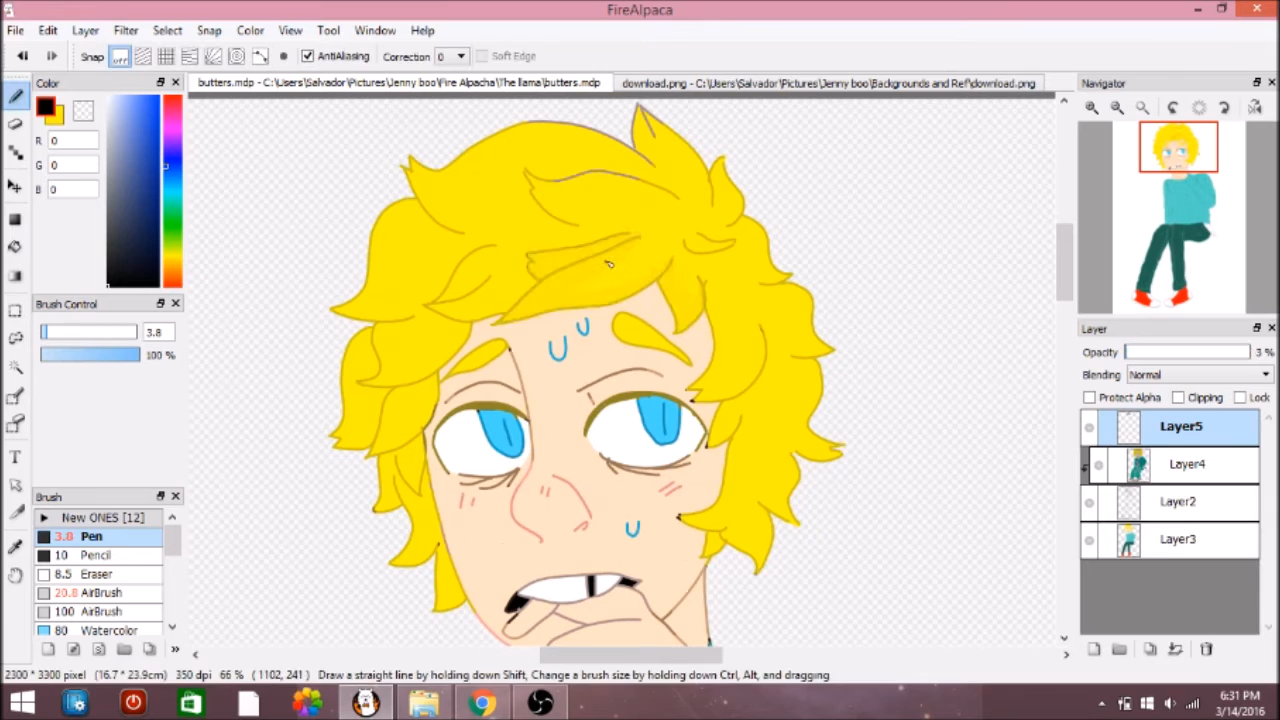 FireAlpaca
File Edit Layer Filter Select Snap Color View Tool Window Help
Snap off AntiAliasing Correction 0 Soft Edge
Color
butters.mdp - C:\Users\Salvador\Pictures\Jenny boo\Fire Alpacha\The llama\butters.mdp
download.png - C:\Users\Salvador\Pictures\Jenny boo\Backgrounds and Ref\download.png
Navigator
R 0
G 0
B 0
Brush Control
3.8
100 %
Layer
Opacity 3 %
Blending Normal
Protect Alpha Clipping Lock
Layer5
Layer4
Layer2
Layer3
Brush
New ONES [12]
3.8 Pen
10 Pencil
8.5 Eraser
20.8 AirBrush
100 AirBrush
80 Watercolor
2300 * 3300 pixel (16.7 * 23.9cm) 350 dpi 66 % ( 1102, 241 ) Draw a straight line by holding down Shift, Change a brush size by holding down Ctrl, Alt, and dragging
6:31 PM
3/14/2016